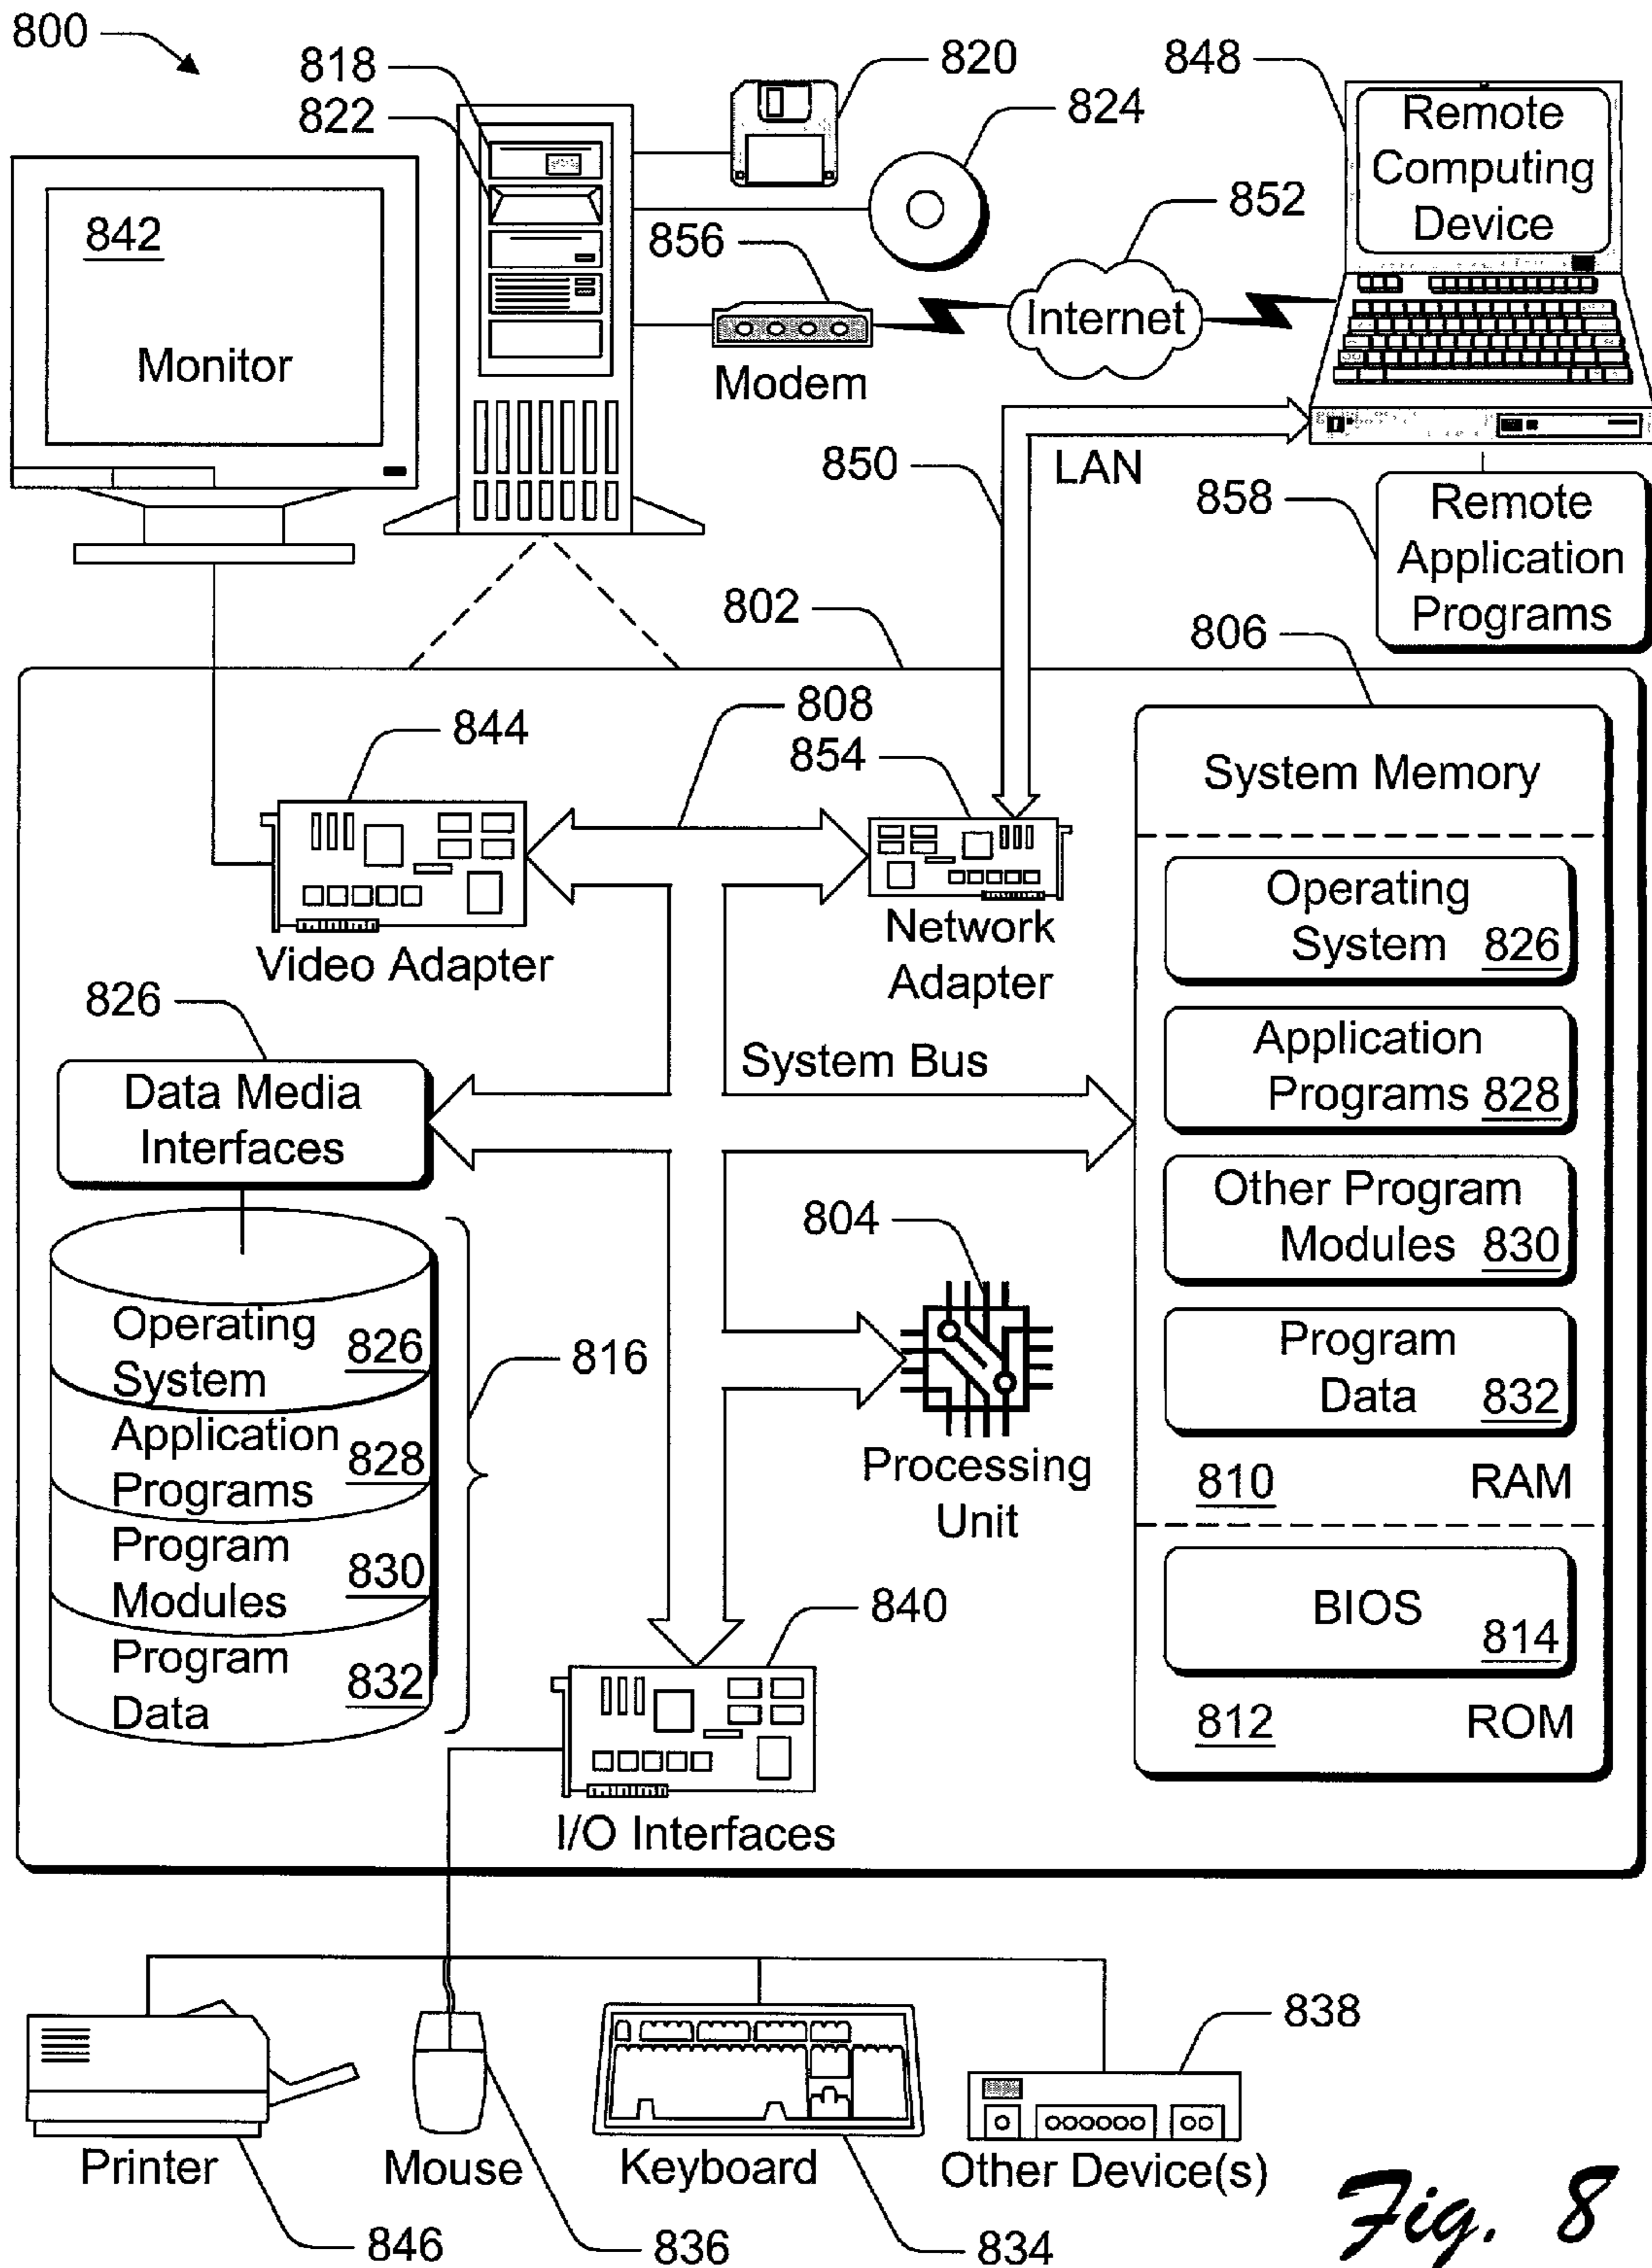 800
818
822
820
824
848
Remote
Computing
Device
842
Monitor
856
Modem
852
Internet
850
LAN
858
Remote
Application
Programs
802
806
844
808
854
Video Adapter
Network
Adapter
System Memory
Operating
System 826
Application
Programs 828
Other Program
Modules 830
Program
Data 832
810 RAM
BIOS
814
812 ROM
826
Data Media
Interfaces
System Bus
804
Processing
Unit
Operating
System 826
Application
Programs 828
Program
Modules 830
Program
Data 832
816
840
I/O Interfaces
838
Printer
Mouse
Keyboard
Other Device(s)
846
836
834
Fig. 8